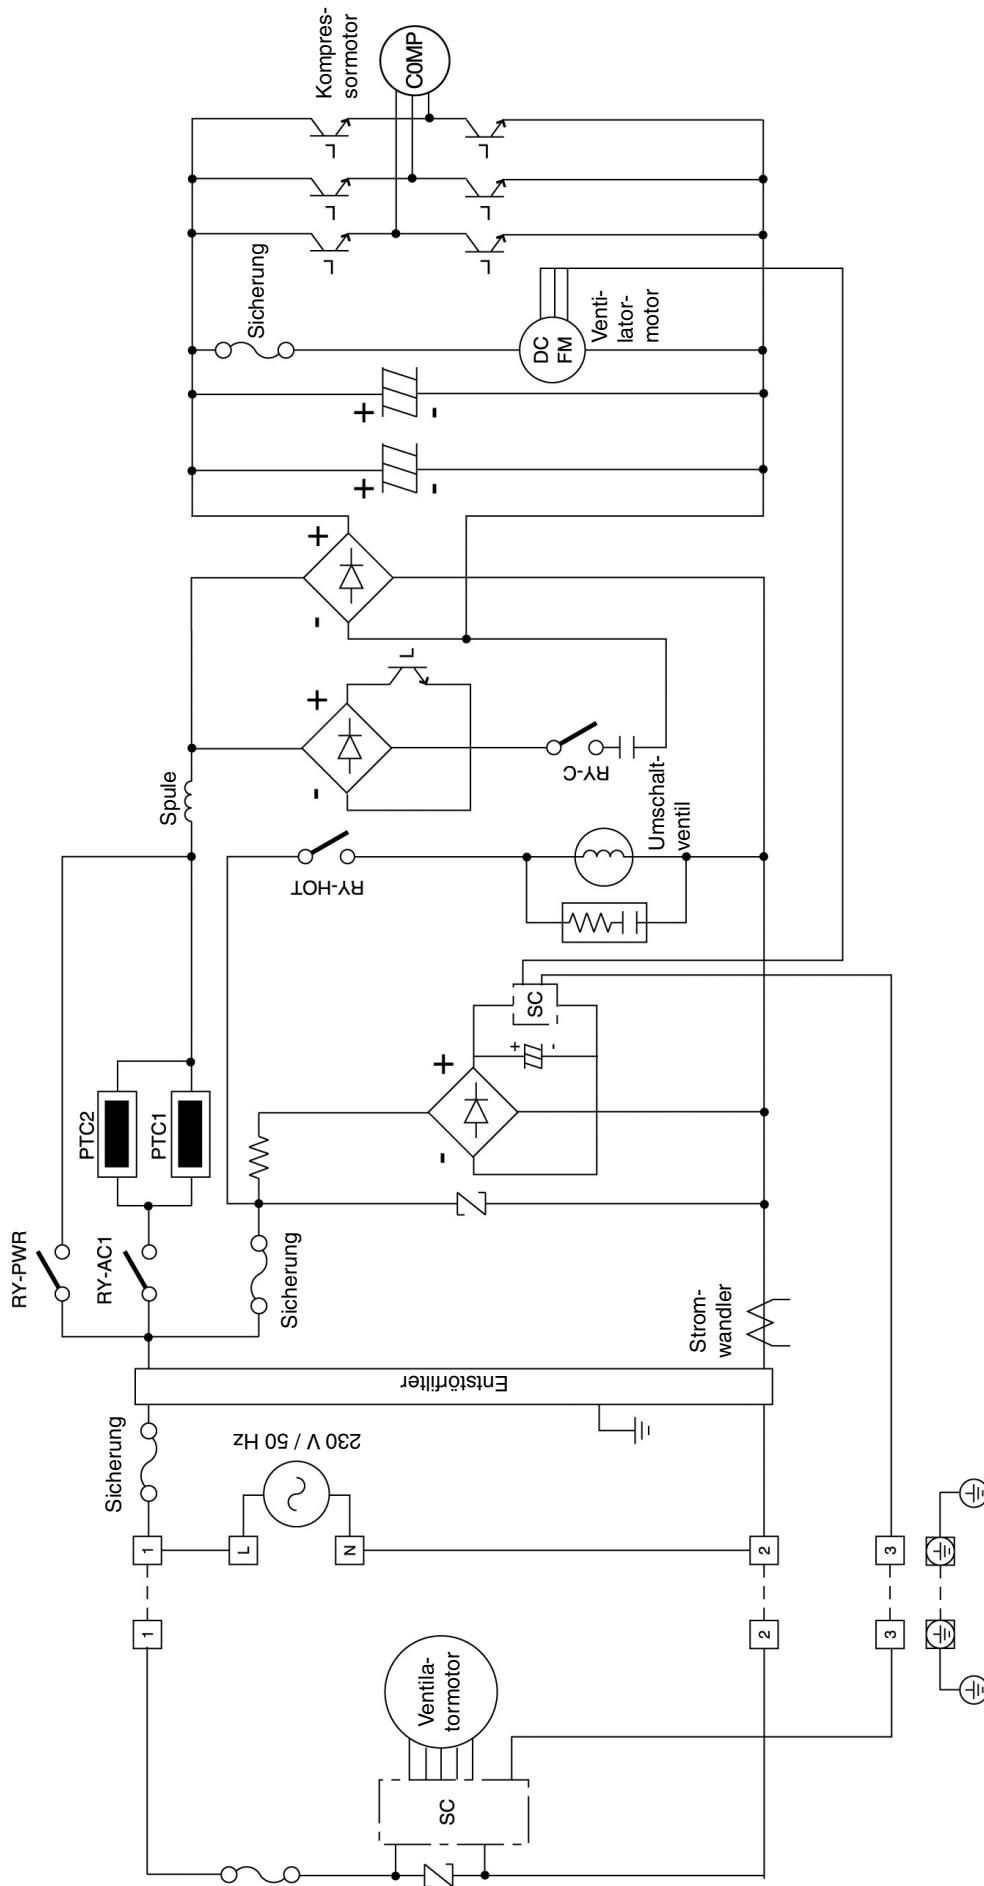 Kompres-
sormotor
COMP
L
L
L
L
L
L
Sicherung
DC
FM
Venti-
lator-
motor
+
-
+
-
+
-
L
+
-
RY-C
Spule
Umschalt-
ventil
RY-HOT
SC
+
-
+
-
PTC2
PTC1
RY-PWR
RY-AC1
Sicherung
Strom-
wandler
Entstörfilter
Sicherung
230 V / 50 Hz
1
L
N
2
3
1
2
3
Ventila-
tormotor
SC